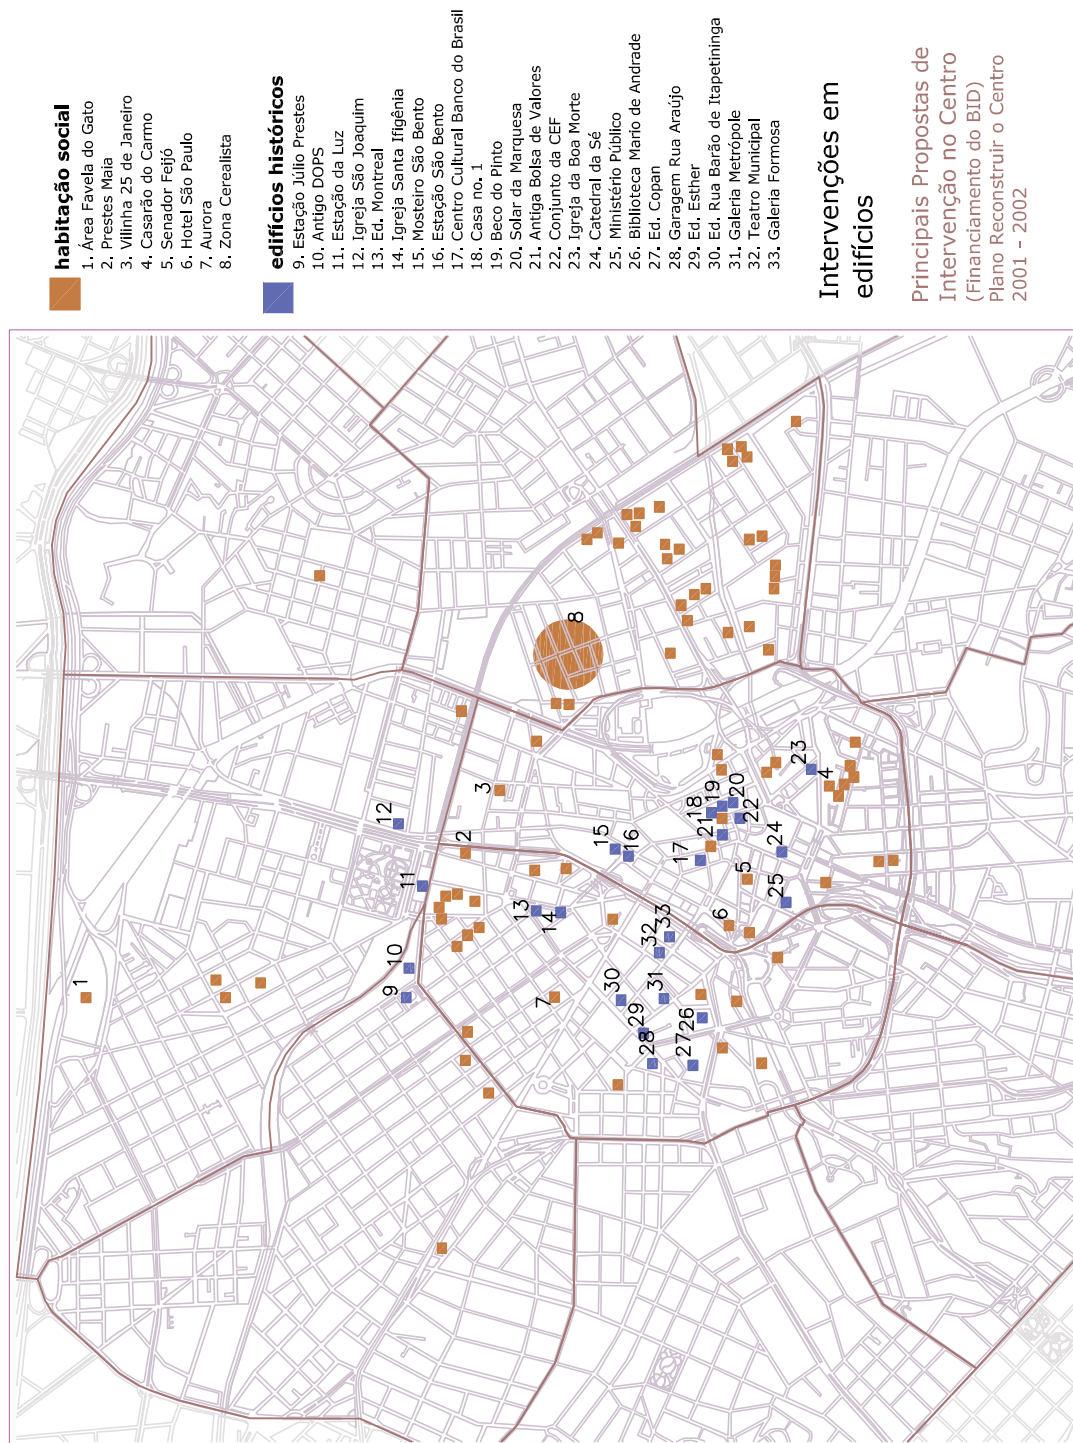 habitação social
1. Área Favela do Gato
2. Prestes Maia
3. Vilinha 25 de Janeiro
4. Casarão do Carmo
5. Senador Feijó
6. Hotel São Paulo
7. Aurora
8. Zona Cerealista
edifícios históricos
9. Estação Júlio Prestes
10. Antigo DOPS
11. Estação da Luz
12. Igreja São Joaquim
13. Ed. Montreal
14. Igreja Santa Ifigênia
15. Mosteiro São Bento
16. Estação São Bento
17. Centro Cultural Banco do Brasil
18. Casa no. 1
19. Beco do Pinto
20. Solar da Marquesa
21. Antiga Bolsa de Valores
22. Conjunto da CEF
23. Igreja da Boa Morte
24. Catedral da Sé
25. Ministério Público
26. Biblioteca Mario de Andrade
27. Ed. Copan
28. Garagem Rua Araújo
29. Ed. Esther
30. Ed. Rua Barão de Itapetininga
31. Galeria Metrópole
32. Teatro Municipal
33. Galeria Formosa
Intervenções em
edifícios
Principais Propostas de
Intervenção no Centro
(Financiamento do BID)
Plano Reconstruir o Centro
2001 - 2002
1
9
10
11
12
2
3
13
14
7
8
15
16
30
29
28
31
32
33
27
26
17
18
19
20
21
22
6
5
25
24
23
4